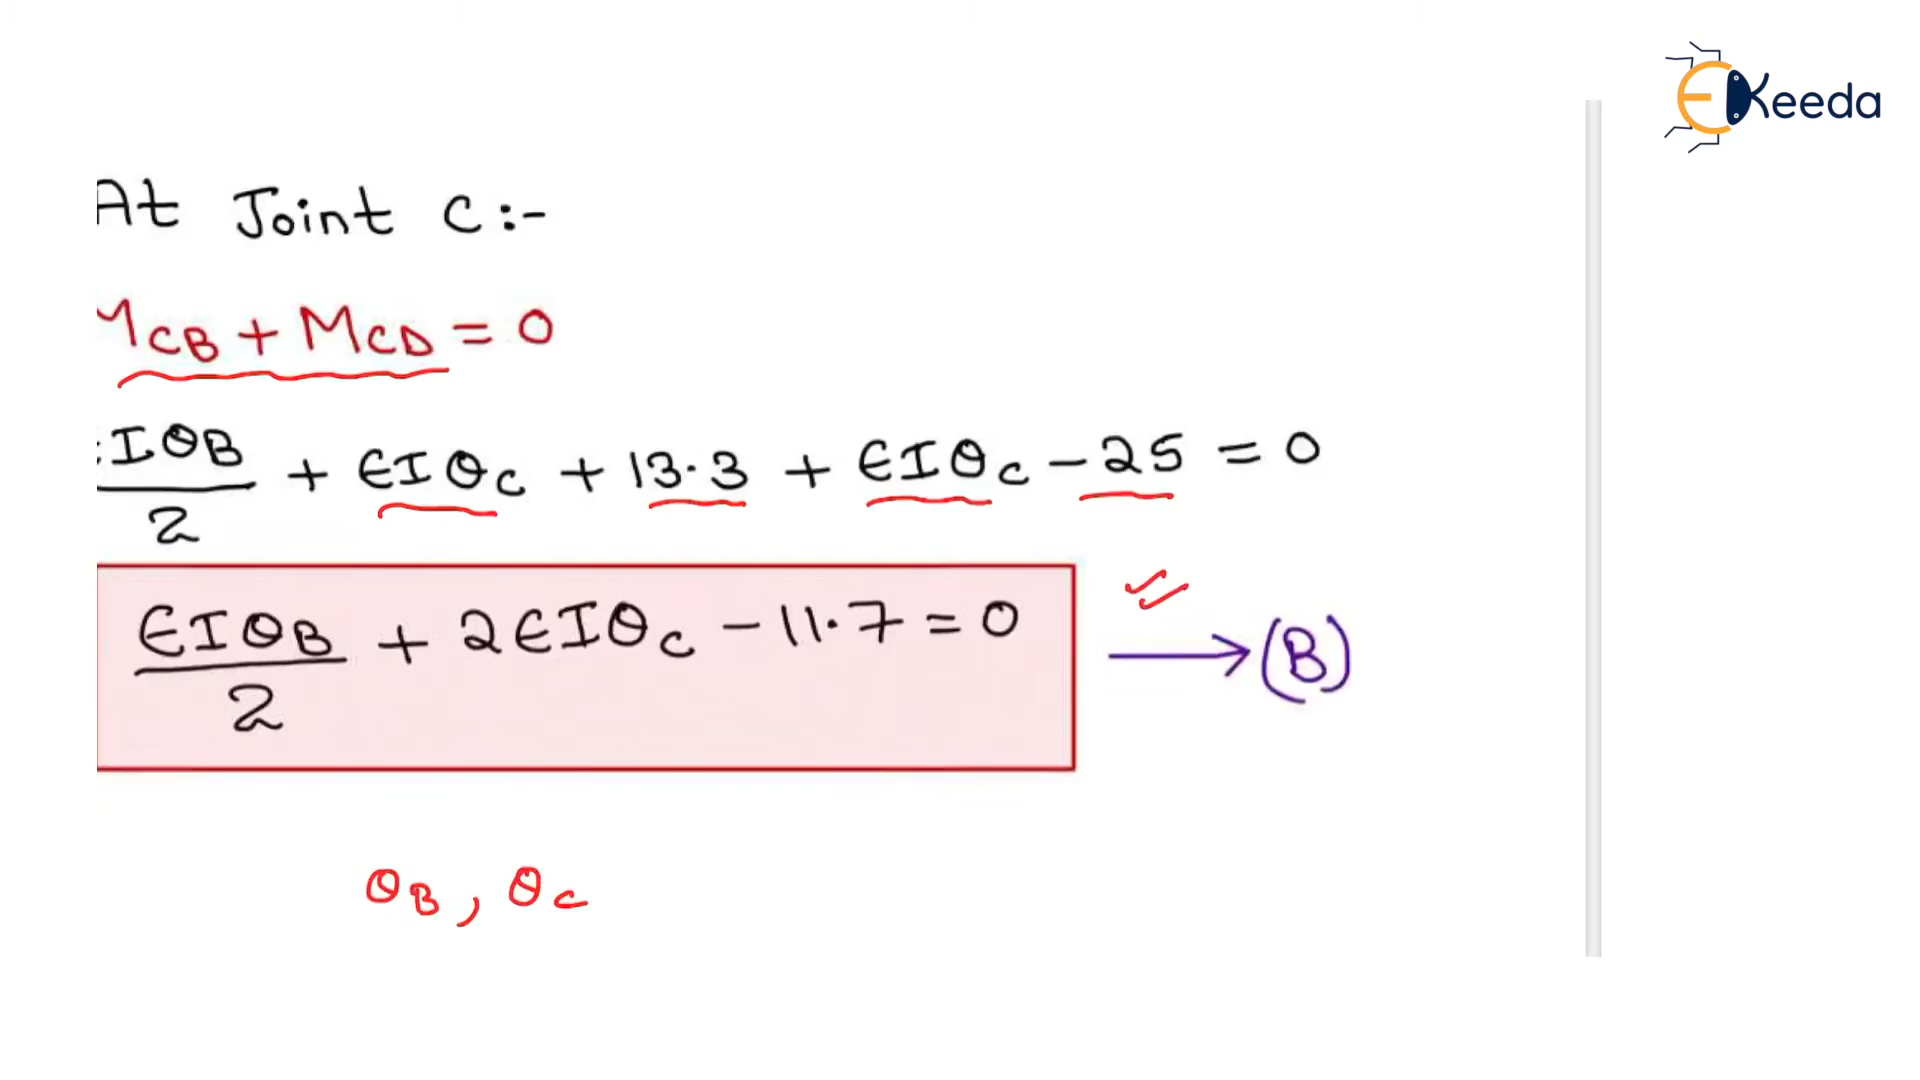 EKeeda
At Joint C:-
MCB + MCD = 0
EIθB/2 + EIθC + 13.3 + EIθC - 25 = 0
EIθB/2 + 2EIθC - 11.7 = 0 → (B)
θB, θC